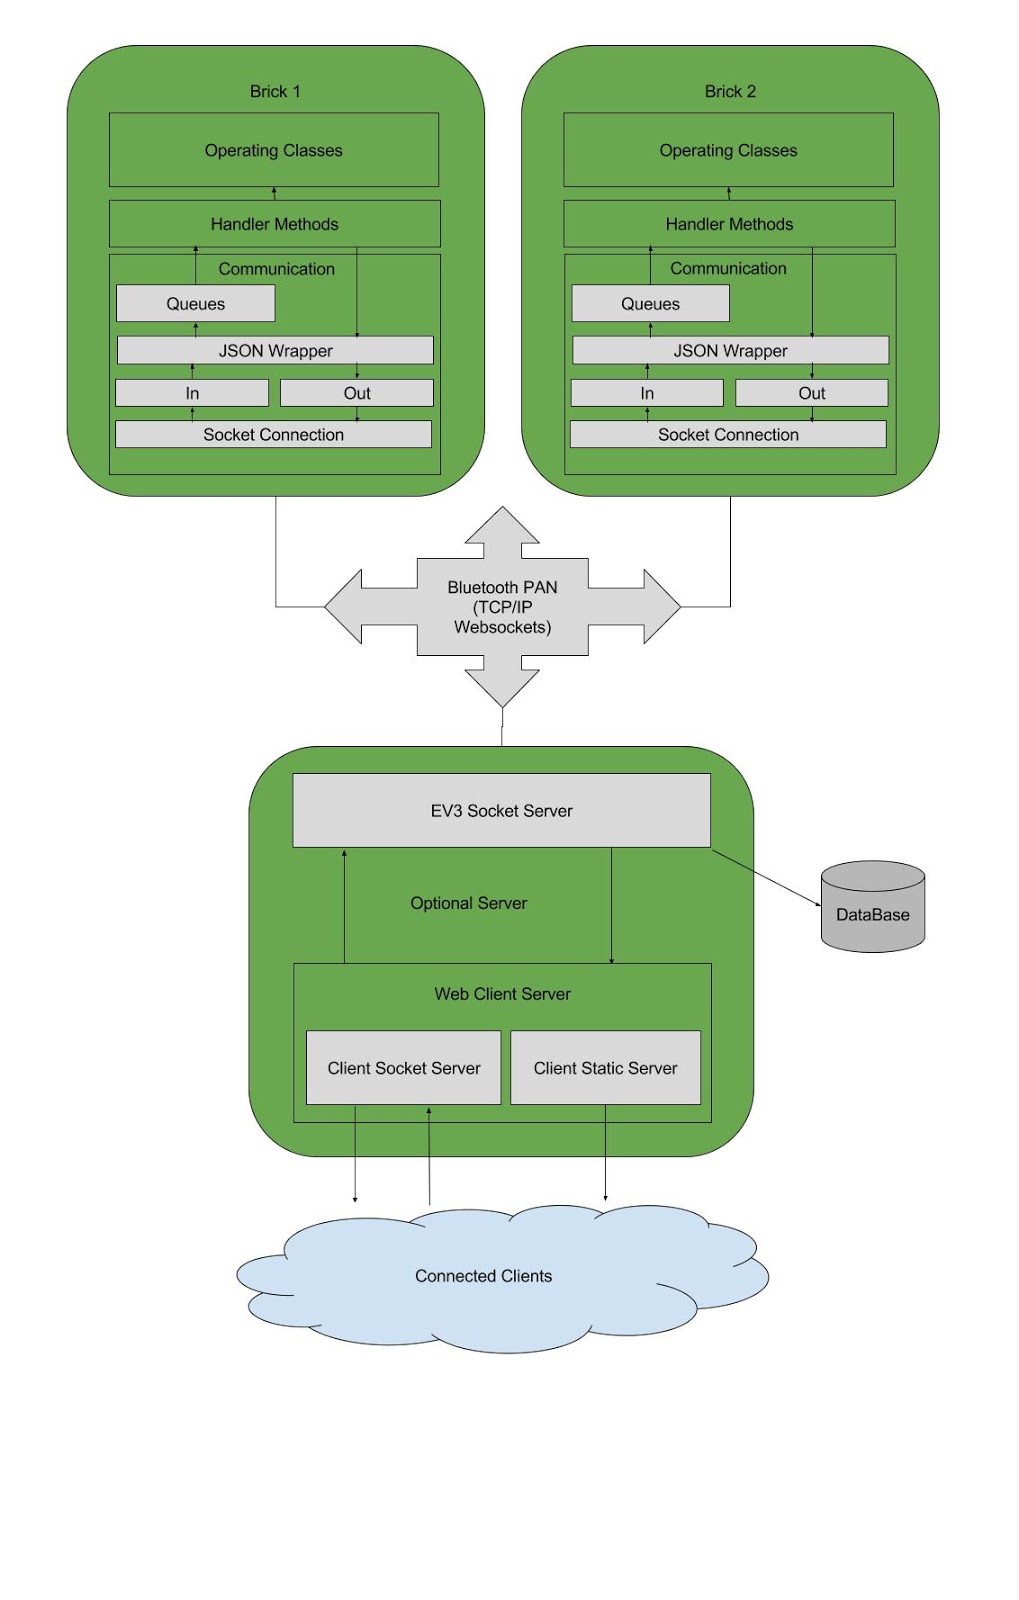 Brick 1
Operating Classes
Handler Methods
Communication
Queues
JSON Wrapper
In
Out
Socket Connection
Brick 2
Operating Classes
Handler Methods
Communication
Queues
JSON Wrapper
In
Out
Socket Connection
Bluetooth PAN
(TCP/IP
Websockets)
EV3 Socket Server
Optional Server
DataBase
Web Client Server
Client Socket Server
Client Static Server
Connected Clients